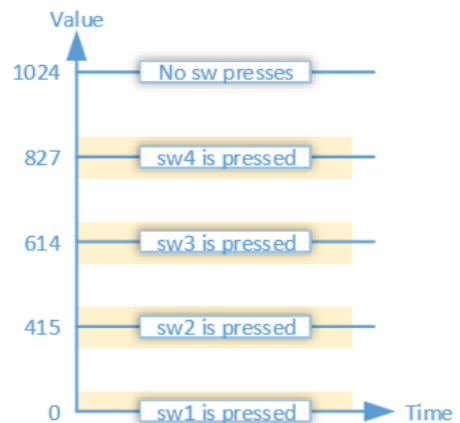 Value
1024 No sw presses
827 sw4 is pressed
614 sw3 is pressed
415 sw2 is pressed
0 sw1 is pressed Time